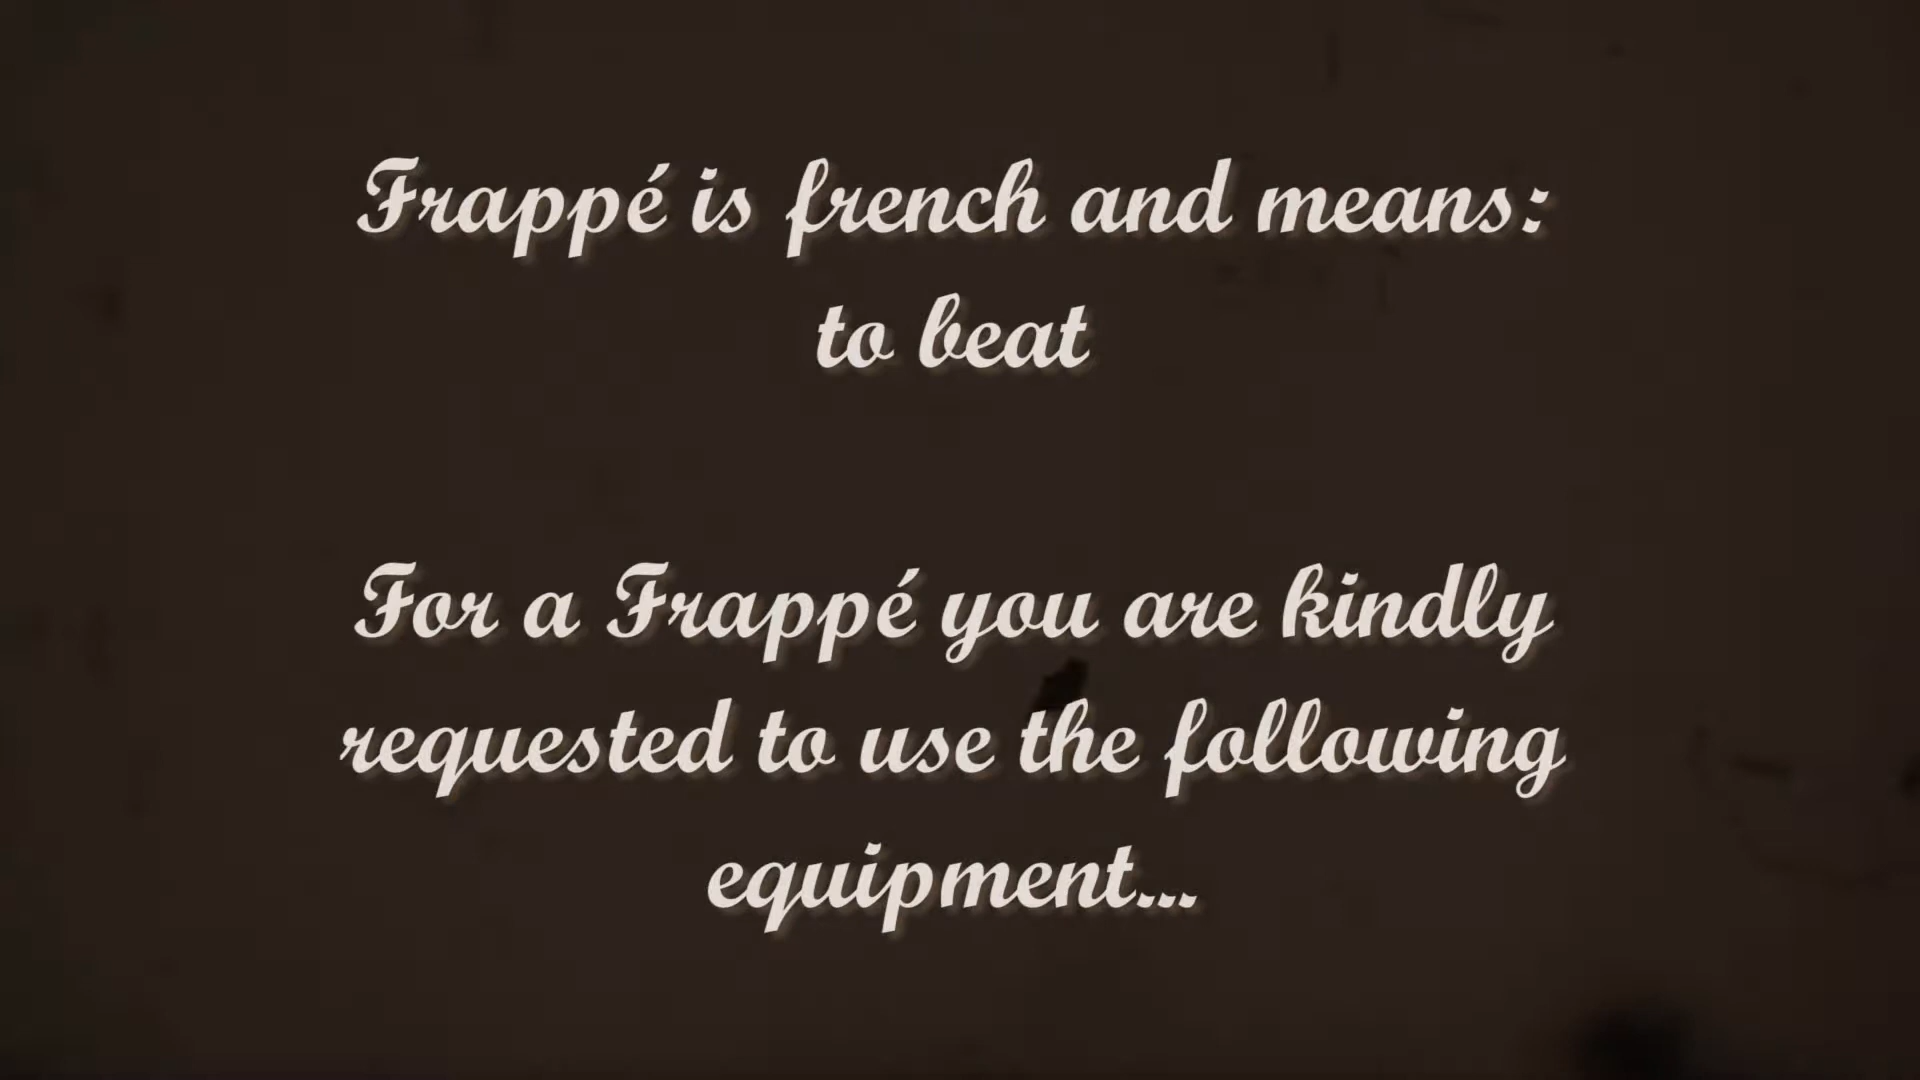 Frappé is french and means:
to beat
For a Frappé you are kindly
requested to use the following
equipment...